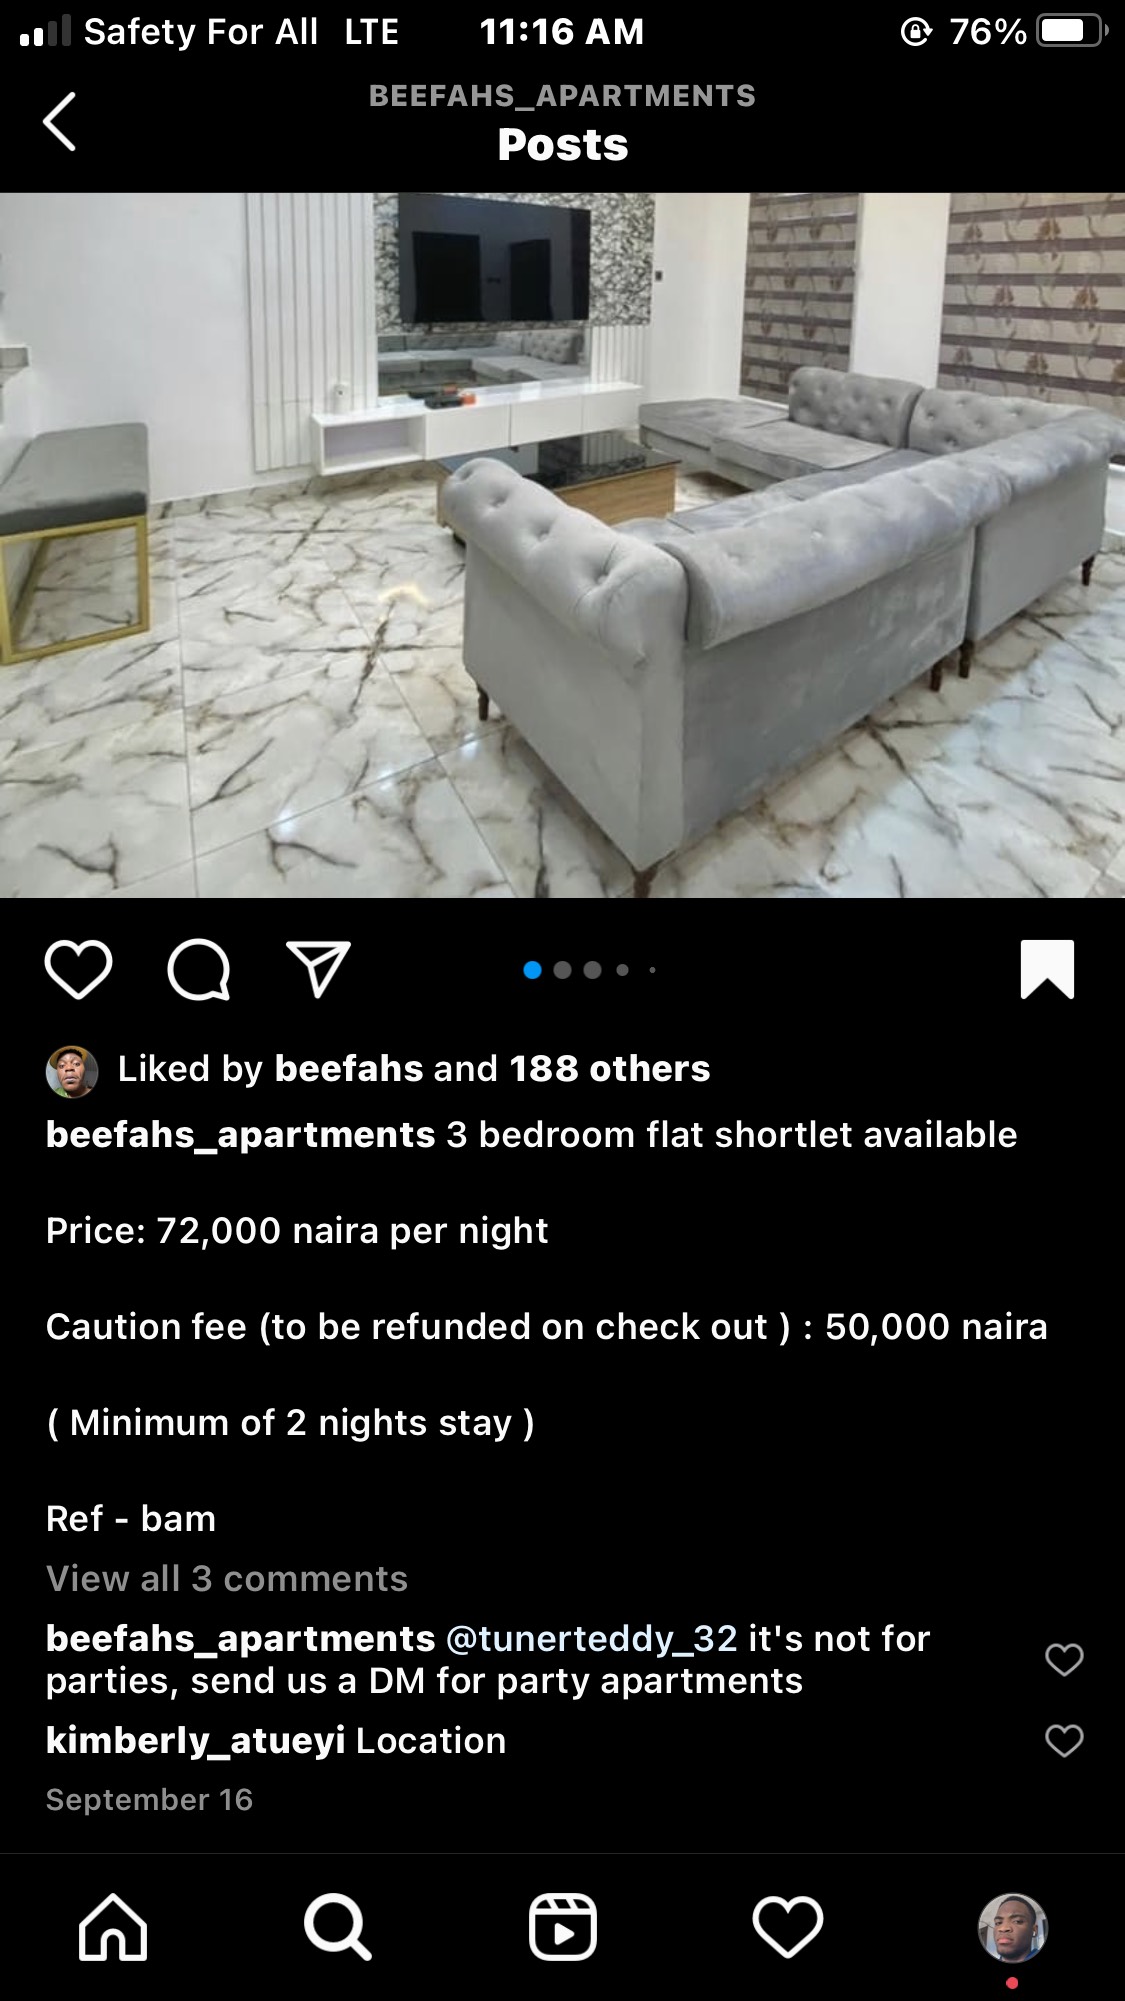 Safety For All LTE 11:16 AM 76%
BEEFAHS_APARTMENTS
Posts
Liked by beefahs and 188 others
beefahs_apartments 3 bedroom flat shortlet available
Price: 72,000 naira per night
Caution fee (to be refunded on check out ) : 50,000 naira
( Minimum of 2 nights stay )
Ref - bam
View all 3 comments
beefahs_apartments @tunerteddy_32 it's not for
parties, send us a DM for party apartments
kimberly_atueyi Location
September 16